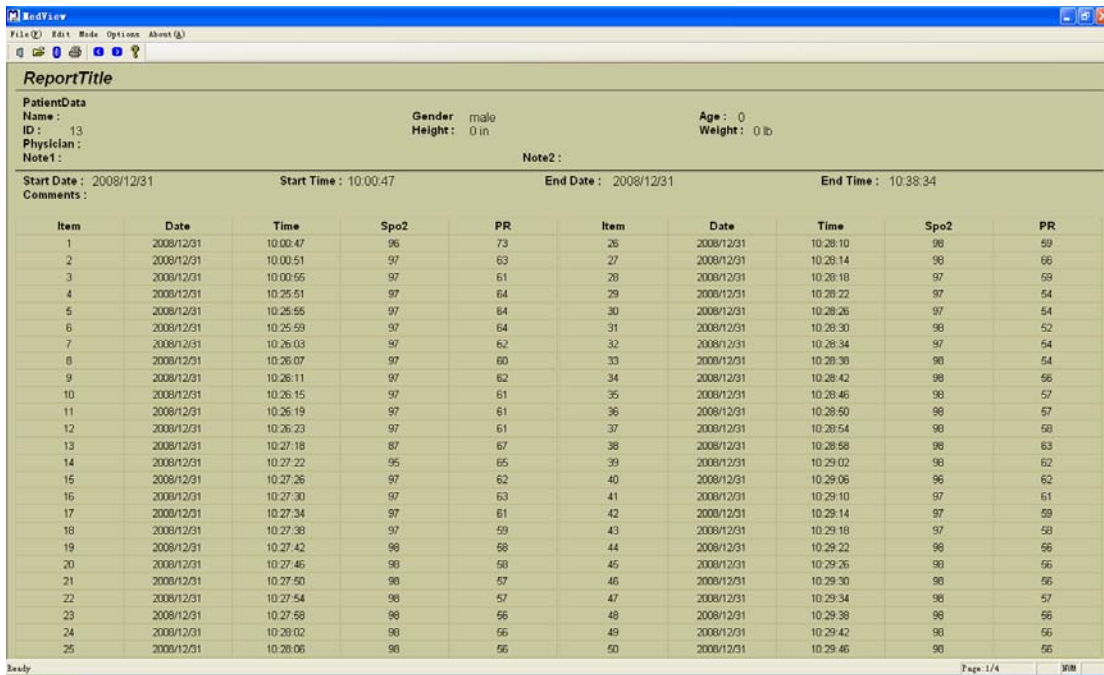 MedView
File(F) Edit Mode Options About(A)
ReportTitle
PatientData
Name : Gender male Age : 0
ID : 13 Height : 0 in Weight : 0 lb
Physician :
Note1 : Note2 :
Start Date : 2008/12/31 Start Time : 10:00:47 End Date : 2008/12/31 End Time : 10:38:34
Comments :
Item Date Time Spo2 PR Item Date Time Spo2 PR
1 2008/12/31 10:00:47 96 73 26 2008/12/31 10:28:10 98 59
2 2008/12/31 10:00:51 97 63 27 2008/12/31 10:28:14 98 66
3 2008/12/31 10:00:55 97 61 28 2008/12/31 10:28:18 97 59
4 2008/12/31 10:25:51 97 64 29 2008/12/31 10:28:22 97 54
5 2008/12/31 10:25:55 97 64 30 2008/12/31 10:28:26 97 54
6 2008/12/31 10:25:59 97 64 31 2008/12/31 10:28:30 98 52
7 2008/12/31 10:26:03 97 62 32 2008/12/31 10:28:34 97 54
8 2008/12/31 10:26:07 97 60 33 2008/12/31 10:28:38 98 54
9 2008/12/31 10:26:11 97 62 34 2008/12/31 10:28:42 98 56
10 2008/12/31 10:26:15 97 61 35 2008/12/31 10:28:46 98 57
11 2008/12/31 10:26:19 97 61 36 2008/12/31 10:28:50 98 57
12 2008/12/31 10:26:23 97 61 37 2008/12/31 10:28:54 98 58
13 2008/12/31 10:27:18 87 67 38 2008/12/31 10:28:58 98 63
14 2008/12/31 10:27:22 95 65 39 2008/12/31 10:29:02 98 62
15 2008/12/31 10:27:26 97 62 40 2008/12/31 10:29:06 96 62
16 2008/12/31 10:27:30 97 63 41 2008/12/31 10:29:10 97 61
17 2008/12/31 10:27:34 97 61 42 2008/12/31 10:29:14 97 59
18 2008/12/31 10:27:38 97 59 43 2008/12/31 10:29:18 97 58
19 2008/12/31 10:27:42 98 58 44 2008/12/31 10:29:22 98 56
20 2008/12/31 10:27:46 98 58 45 2008/12/31 10:29:26 98 56
21 2008/12/31 10:27:50 98 57 46 2008/12/31 10:29:30 98 56
22 2008/12/31 10:27:54 98 57 47 2008/12/31 10:29:34 98 57
23 2008/12/31 10:27:58 98 56 48 2008/12/31 10:29:38 98 56
24 2008/12/31 10:28:02 98 56 49 2008/12/31 10:29:42 98 56
25 2008/12/31 10:28:06 98 56 50 2008/12/31 10:29:46 98 56
Ready Page:1/4 NUM